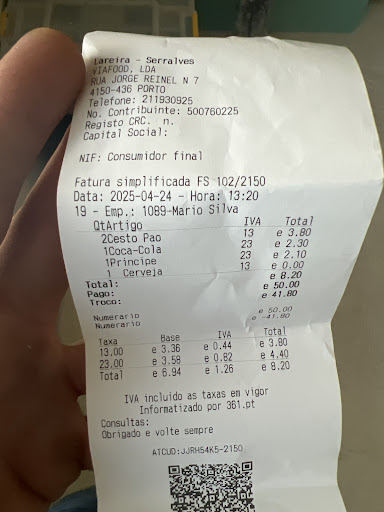 Lareira - Serralves
VIAFOOD, LDA
RUA JORGE REINEL N 7
4150-436 PORTO
Telefone: 211930925
No. Contribuinte: 500760225
Registo CRC. n.
Capital Social:
NIF: Consumidor final
Fatura simplificada FS 102/2150
Data: 2025-04-24 - Hora: 13:20
19 - Emp.: 1089-Mario Silva
QtArtigo IVA Total
2Cesto Pao 13 e 3.80
1Coca-Cola 23 e 2.30
1Principe 23 e 2.10
1 Cerveja 13 e 0.00
Total: e 8.20
Pago: e 50.00
Troco: e 41.80
Numerario e 50.00
Numerario e -41.80
Taxa Base IVA Total
13.00 e 3.36 e 0.44 e 3.80
23.00 e 3.58 e 0.82 e 4.40
Total e 6.94 e 1.26 e 8.20
IVA incluido as taxas em vigor
Informatizado por 361.pt
Consultas:
Obrigado e volte sempre
ATCUD:JJRH54K5-2150